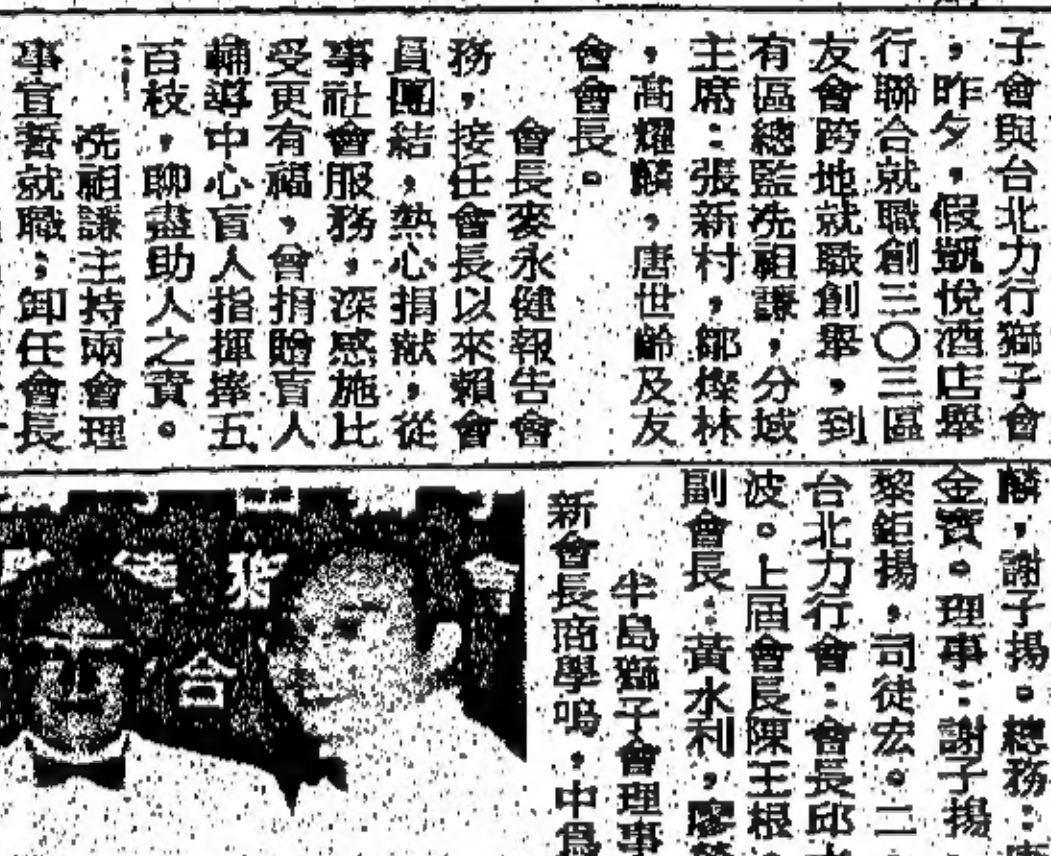 子會與台北力行獅子會
，昨夕，假凱悅酒店舉
行聯合就職創三〇三區
友會跨地就職創舉，到
有區總監冼祖謙，分域
主席：張新村，鄒燦林
，高耀麟，唐世齡及友
會會長。
會長麥永健報告會
務，接任會長以來賴會
員團結，熱心捐献，從
事社會服務，深感施比
受更有福，曾捐贈盲人
輔導中心盲人指揮捧五
百枝，聊盡助人之責。
冼祖謙主持兩會理
事宜誓就職；卸任會長
麟，謝子揚。總務：
金寶。理事：謝子揚
黎鉅揚，司徒宏。二
台北力行會：會長邱
波。上屆會長陳王根
副會長：黃水利，廖
半島獅子會理事
新會長商學鳴，中
會
合